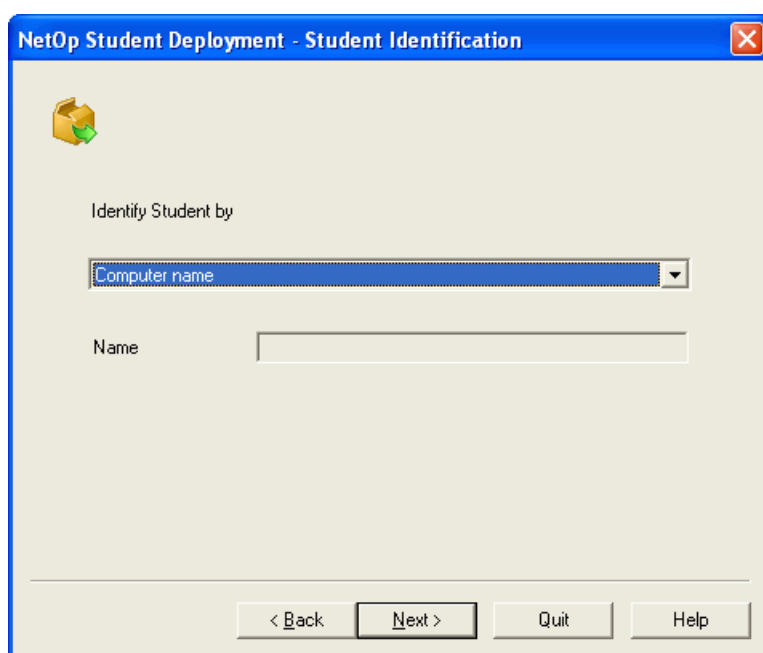 NetOp Student Deployment - Student Identification
Identify Student by
Computer name
Name
< Back Next > Quit Help